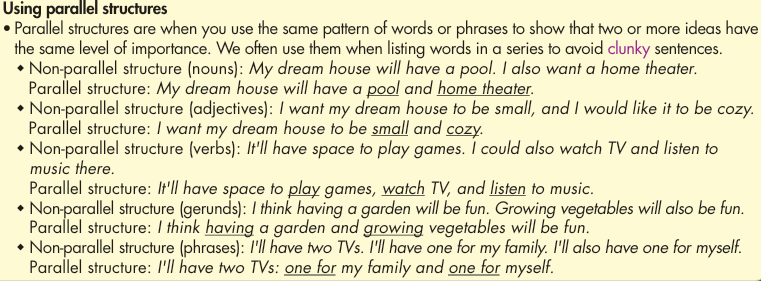 Using parallel structures
• Parallel structures are when you use the same pattern of words or phrases to show that two or more ideas have
the same level of importance. We often use them when listing words in a series to avoid clunky sentences.
◆ Non-parallel structure (nouns): My dream house will have a pool. I also want a home theater.
Parallel structure: My dream house will have a pool and home theater.
◆ Non-parallel structure (adjectives): I want my dream house to be small, and I would like it to be cozy.
Parallel structure: I want my dream house to be small and cozy.
◆ Non-parallel structure (verbs): It'll have space to play games. I could also watch TV and listen to
music there.
Parallel structure: It'll have space to play games, watch TV, and listen to music.
◆ Non-parallel structure (gerunds): I think having a garden will be fun. Growing vegetables will also be fun.
Parallel structure: I think having a garden and growing vegetables will be fun.
◆ Non-parallel structure (phrases): I'll have two TVs. I'll have one for my family. I'll also have one for myself.
Parallel structure: I'll have two TVs: one for my family and one for myself.